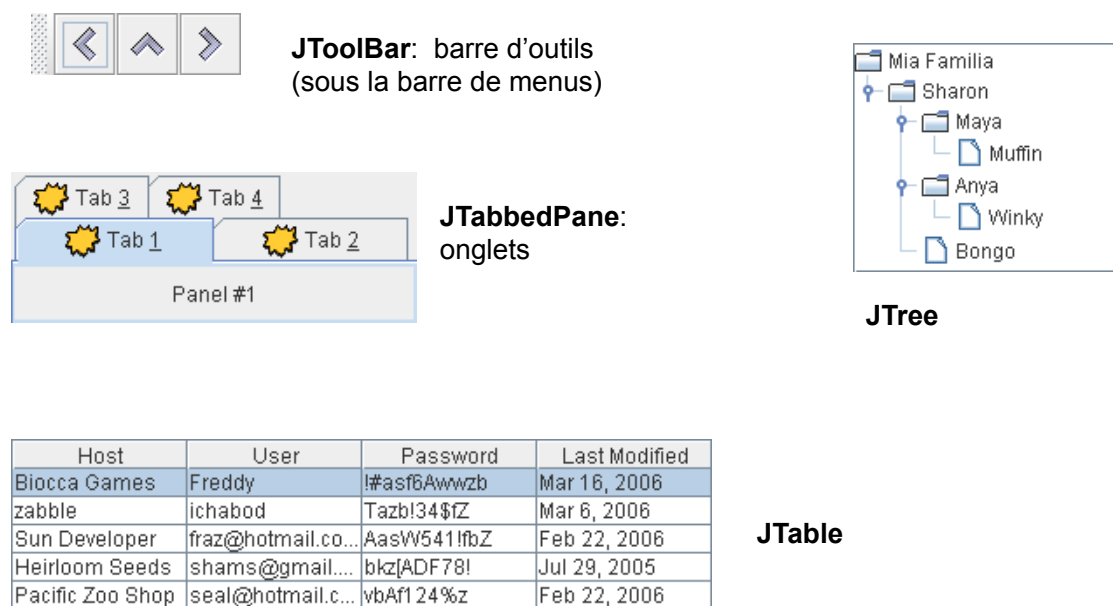 JToolBar: barre d'outils
(sous la barre de menus)
Mia Familia
Sharon
Maya
Muffin
Anya
Winky
Bongo
JTree
Tab 3 Tab 4
Tab 1 Tab 2
Panel #1
JTabbedPane:
onglets
Host User Password Last Modified
Biocca Games Freddy !#asf6Awwzb Mar 16, 2006
zabble ichabod Tazb!34$fZ Mar 6, 2006
Sun Developer fraz@hotmail.co... AasW541!fbZ Feb 22, 2006
Heirloom Seeds shams@gmail.... bkz[ADF78! Jul 29, 2005
Pacific Zoo Shop seal@hotmail.c... vbAf124%z Feb 22, 2006
JTable